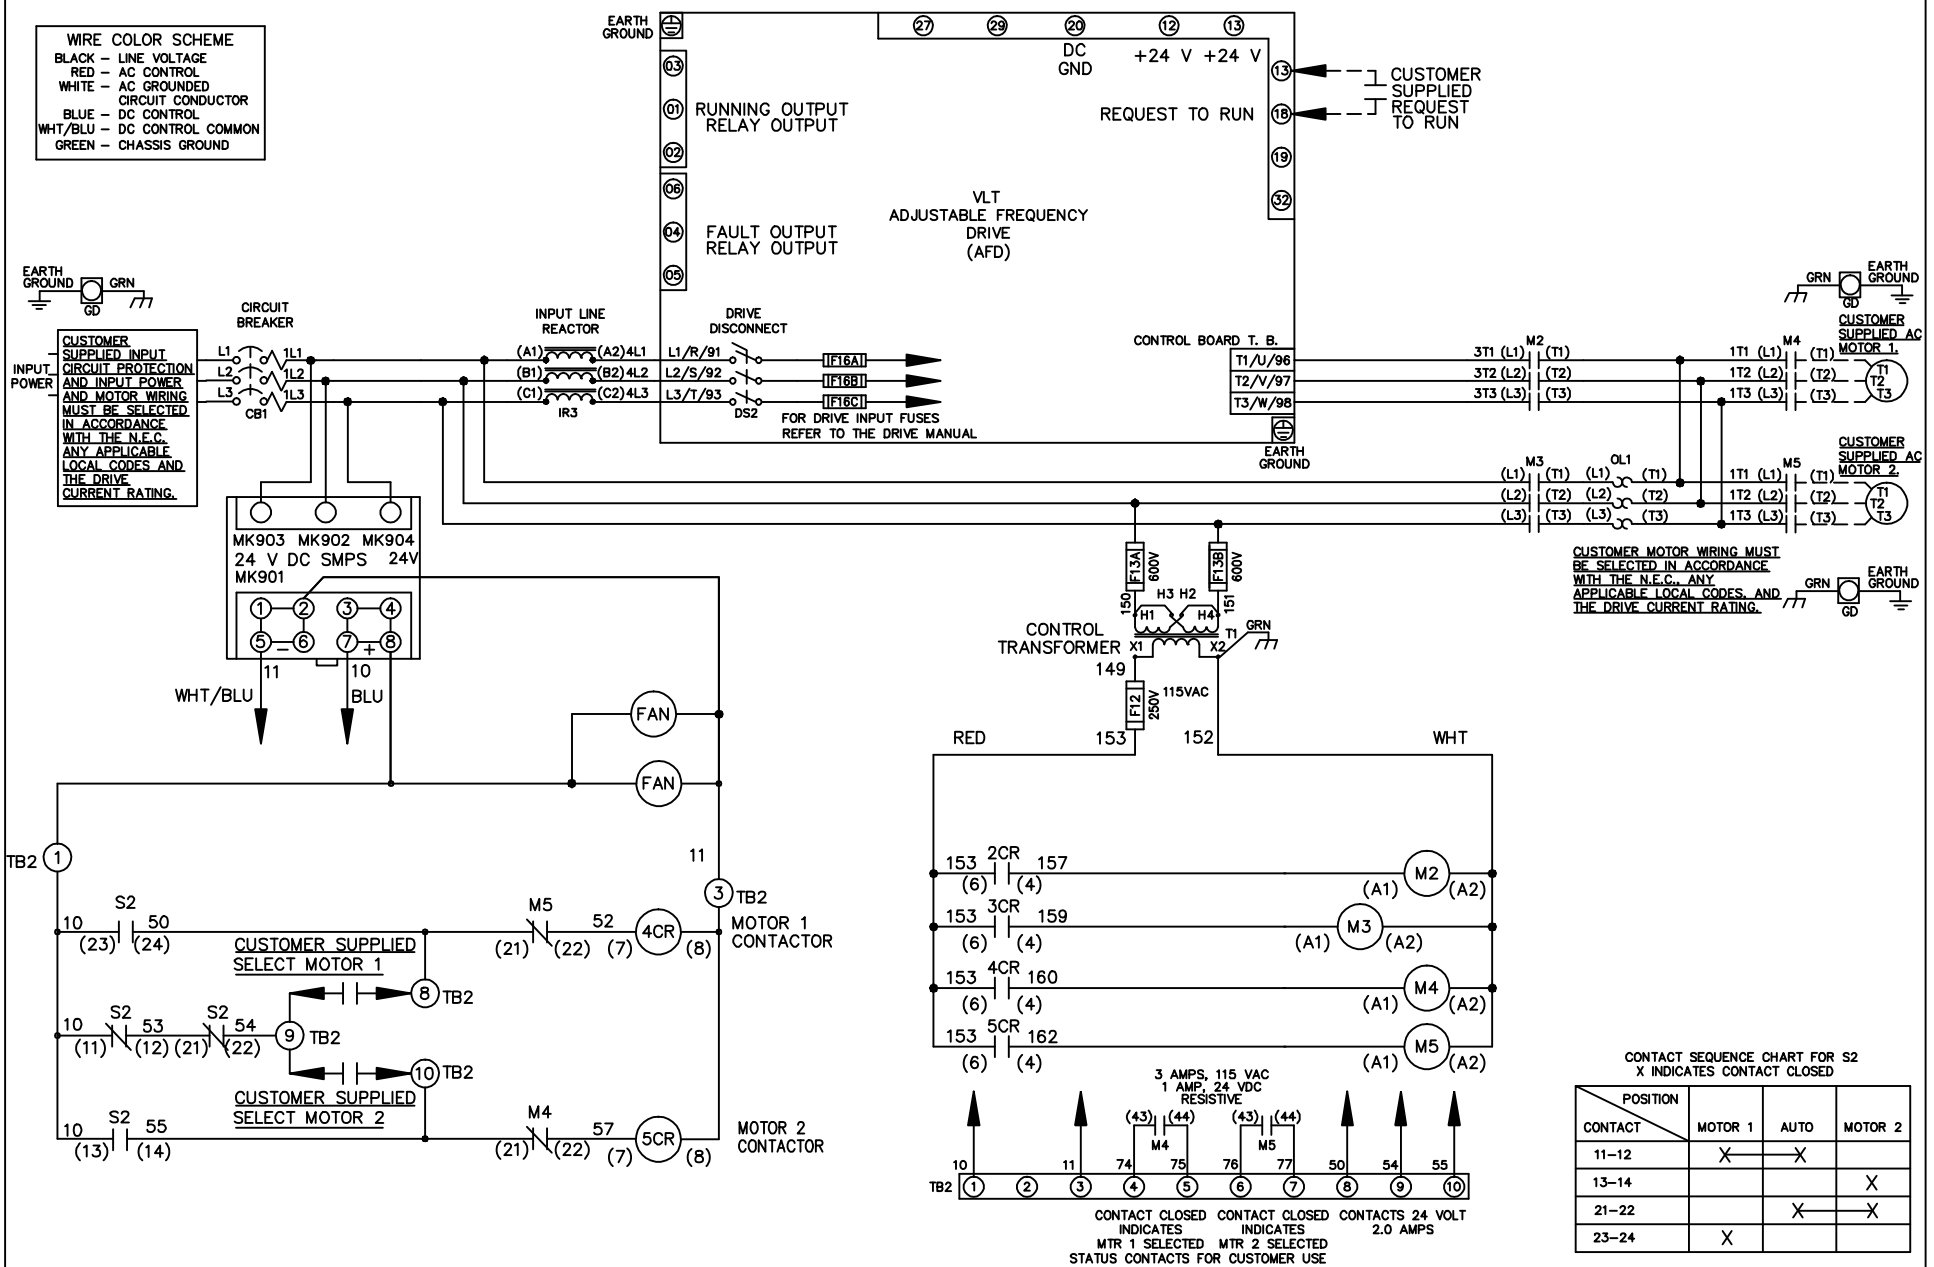 WIRE COLOR SCHEME
BLACK – LINE VOLTAGE
RED – AC CONTROL
WHITE – AC GROUNDED
CIRCUIT CONDUCTOR
BLUE – DC CONTROL
WHT/BLU – DC CONTROL COMMON
GREEN – CHASSIS GROUND
EARTH
GROUND
27 29 20 12 13
DC
GND
+24 V +24 V
03
01
02
RUNNING OUTPUT
RELAY OUTPUT
06
04
05
FAULT OUTPUT
RELAY OUTPUT
13
REQUEST TO RUN 18
19
32
CUSTOMER
SUPPLIED
REQUEST
TO RUN
VLT
ADJUSTABLE FREQUENCY
DRIVE
(AFD)
EARTH
GROUND
GRN
GD
INPUT
POWER
CUSTOMER
SUPPLIED INPUT
CIRCUIT PROTECTION
AND INPUT POWER
AND MOTOR WIRING
MUST BE SELECTED
IN ACCORDANCE
WITH THE N.E.C.
ANY APPLICABLE
LOCAL CODES AND
THE DRIVE
CURRENT RATING.
CIRCUIT
BREAKER
L1 1L1
L2 1L2
L3 1L3
CB1
INPUT LINE
REACTOR
(A1) (A2) 4L1
(B1) (B2) 4L2
(C1) (C2) 4L3
IR3
DRIVE
DISCONNECT
L1/R/91
L2/S/92
L3/T/93
DS2
F16A
F16B
F16C
FOR DRIVE INPUT FUSES
REFER TO THE DRIVE MANUAL
CONTROL BOARD T. B.
T1/U/96
T2/V/97
T3/W/98
EARTH
GROUND
M2
3T1 (L1) (T1)
3T2 (L2) (T2)
3T3 (L3) (T3)
M4
1T1 (L1) (T1)
1T2 (L2) (T2)
1T3 (L3) (T3)
T1
T2
T3
GRN
GD
EARTH
GROUND
CUSTOMER
SUPPLIED AC
MOTOR 1.
M3
(L1) (T1)
(L2) (T2)
(L3) (T3)
OL1
(L1) (T1)
(L2) (T2)
(L3) (T3)
M5
1T1 (L1) (T1)
1T2 (L2) (T2)
1T3 (L3) (T3)
T1
T2
T3
CUSTOMER
SUPPLIED AC
MOTOR 2.
CUSTOMER MOTOR WIRING MUST
BE SELECTED IN ACCORDANCE
WITH THE N.E.C., ANY
APPLICABLE LOCAL CODES, AND
THE DRIVE CURRENT RATING.
GRN
GD
EARTH
GROUND
MK903 MK902 MK904
24 V DC SMPS 24V
MK901
1 2 3 4
5 – 6 7 + 8
11
10
WHT/BLU
BLU
FAN
FAN
F13A
600V
F13B
600V
150
151
H3 H2
H1 H4
CONTROL
TRANSFORMER
X1 X2
T1
GRN
149
F12
250V
115VAC
153
152
RED
WHT
TB2 1
11
3 TB2
10 S2 50
(23) (24)
M5
(21) (22)
52
(7) 4CR (8)
MOTOR 1
CONTACTOR
CUSTOMER SUPPLIED
SELECT MOTOR 1
8 TB2
10 S2 53
(11) (12)
S2 54
(21) (22)
9 TB2
10 TB2
CUSTOMER SUPPLIED
SELECT MOTOR 2
10 S2 55
(13) (14)
M4
(21) (22)
57
(7) 5CR (8)
MOTOR 2
CONTACTOR
153 2CR 157
(6) (4)
(A1) M2 (A2)
153 3CR 159
(6) (4)
(A1) M3 (A2)
153 4CR 160
(6) (4)
(A1) M4 (A2)
153 5CR 162
(6) (4)
(A1) M5 (A2)
3 AMPS, 115 VAC
1 AMP, 24 VDC
RESISTIVE
(43) (44)
M4
(43) (44)
M5
10 11 74 75 76 77 50 54 55
TB2 1 2 3 4 5 6 7 8 9 10
CONTACT CLOSED
INDICATES
MTR 1 SELECTED
CONTACT CLOSED
INDICATES
MTR 2 SELECTED
CONTACTS 24 VOLT
2.0 AMPS
STATUS CONTACTS FOR CUSTOMER USE
CONTACT SEQUENCE CHART FOR S2
X INDICATES CONTACT CLOSED
POSITION
CONTACT MOTOR 1 AUTO MOTOR 2
11–12 X X
13–14 X
21–22 X X
23–24 X